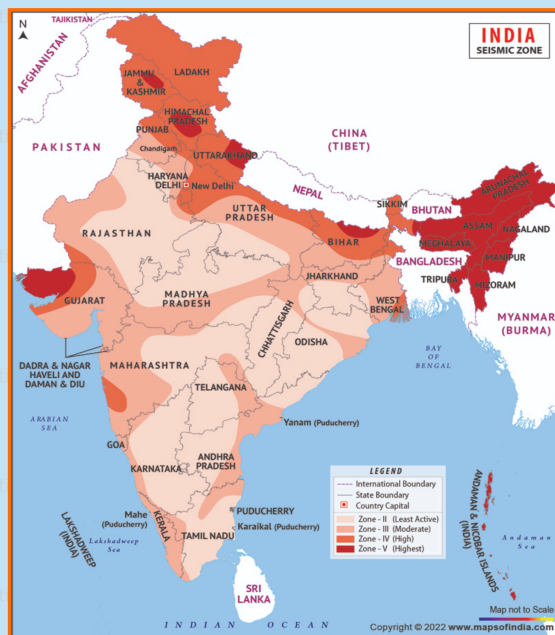 N
TAJIKISTAN
AFGHANISTAN
INDIA
SEISMIC ZONE
LADAKH
JAMMU
&
KASHMIR
HIMACHAL
PRADESH
PUNJAB
Chandigarh
UTTARAKHAND
PAKISTAN
CHINA
(TIBET)
HARYANA
DELHI
New Delhi
NEPAL
ARUNACHAL
PRADESH
SIKKIM
BHUTAN
UTTAR
PRADESH
RAJASTHAN
ASSAM
NAGALAND
BIHAR
MEGHALAYA
BANGLADESH
MANIPUR
JHARKHAND
TRIPURA
MIZORAM
GUJARAT
MADHYA
PRADESH
WEST
BENGAL
CHHATTISGARH
MYANMAR
(BURMA)
ODISHA
DADRA & NAGAR
HAVELI AND
DAMAN & DIU
MAHARASHTRA
BAY
OF
BENGAL
TELANGANA
ARABIAN
SEA
Yanam (Puducherry)
GOA
ANDHRA
PRADESH
KARNATAKA
LEGEND
International Boundary
State Boundary
Country Capital
Zone - II (Least Active)
Zone - III (Moderate)
Zone - IV (High)
Zone - V (Highest)
ANDAMAN & NICOBAR ISLANDS
(INDIA)
Andaman
Sea
Mahe
(Puducherry)
PUDUCHERRY
Karaikal (Puducherry)
KERALA
TAMIL NADU
LAKSHADWEEP
(INDIA)
Lakshadweep
Sea
SRI
LANKA
Map not to Scale
INDIAN OCEAN
Copyright © 2022 www.mapsofindia.com